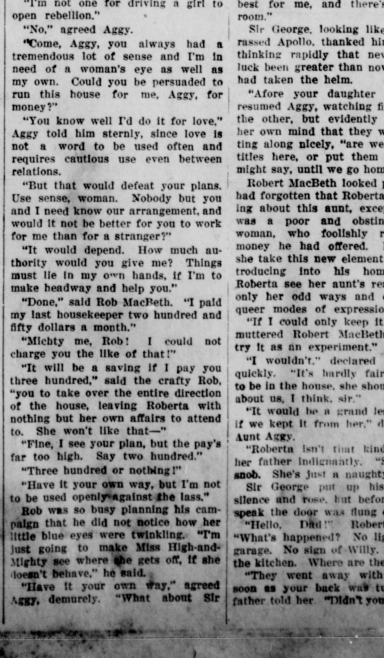 "I'm not one for driving a girl to
open rebellion."
"No," agreed Aggy.
"Come, Aggy, you always had a
tremendous lot of sense and I'm in
need of a woman's eye as well as
my own. Could you be persuaded to
run this house for me, Aggy, for
money?"
"You know well I'd do it for love,"
Aggy told him sternly, since love is
not a word to be used often and
requires cautious use even between
relations.
"But that would defeat your plans.
Use sense, woman. Nobody but you
and I need know our arrangement, and
would it not be better for you to work
for me than for a stranger?"
"It would depend. How much au-
thority would you give me? Things
must lie in my own hands, if I'm to
make headway and help you."
"Done," said Rob MacBeth. "I paid
my last housekeeper two hundred and
fifty dollars a month."
"Michty me, Rob! I could not
charge you the like of that!"
"It will be a saving if I pay you
three hundred," said the crafty Rob,
"you to take over the entire direction
of the house, leaving Roberta with
nothing but her own affairs to attend
to. She won't like that—"
"Fine, I see your plan, but the pay's
far too high. Say two hundred."
"Three hundred or nothing!"
"Have it your own way, but I'm not
to be used openly against the lass."
Rob was so busy planning his cam-
paign that he did not notice how her
little blue eyes were twinkling. "I'm
just going to make Miss High-and-
Mighty see where she gets off, if she
doesn't behave," he said.
"Have it your own way," agreed
Aggy, demurely. "What about Sir
best for me, and there's
room."
Sir George, looking like
rassed Apollo, thanked hi
thinking rapidly that nev
luck been greater than now
had taken the helm.
"Afore your daughter
resumed Aggy, watching fi
the other, but evidently
her own mind that they w
ting along nicely, "are we
titles here, or put them
might say, until we go hom
Robert MacBeth looked
had forgotten that Roberta
ing about this aunt, exce
was a poor and obstin
woman, who foolishly r
money he had offered.
she take this new element
troducing into his hom
Roberta see her aunt's re
only her odd ways and
queer modes of expressio
"If I could only keep it
muttered Robert MacBeth
try it as an experiment."
"I wouldn't," declared
quickly. "It's hardly fair
to be in the house, she shou
about us, I think, sir."
"It would be a grand le
if we kept it from her," d
Aunt Aggy.
"Roberta isn't that kind
her father indignantly.
snob. She's just a naught
Sir George put up his
silence and rose, but befor
speak the door was flung
"Hello, Dad!" Rober
"What's happened? No li
garage. No sign of Willy.
the kitchen. Where are the
"They went away with
soon as your back was tu
father told her. "Didn't you